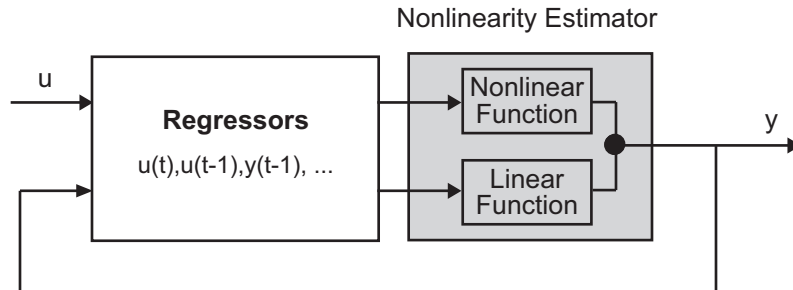 Nonlinearity Estimator
u
Regressors
u(t),u(t-1),y(t-1), ...
Nonlinear
Function
Linear
Function
y